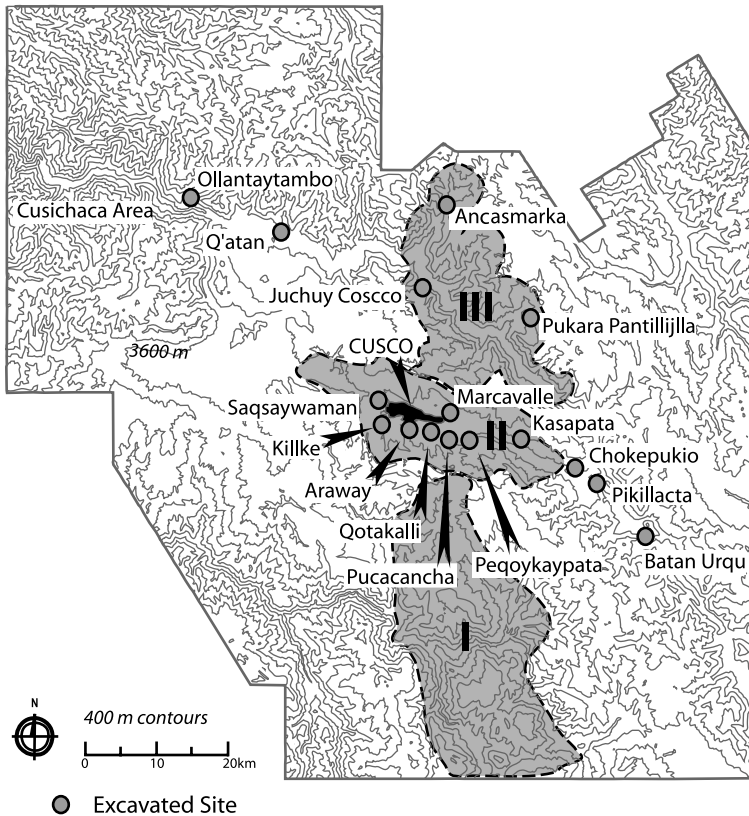 Ollantaytambo
Cusichaca Area
Ancasmarka
Q'atan
Juchuy Coscco
III
Pukara Pantillijlla
3600 m
CUSCO
Marcavalle
Saqsaywaman
Kasapata
II
Killke
Chokepukio
Araway
Pikillacta
Qotakalli
Batan Urqu
Peqoykaypata
Pucacancha
I
N
400 m contours
0 10 20km
Excavated Site